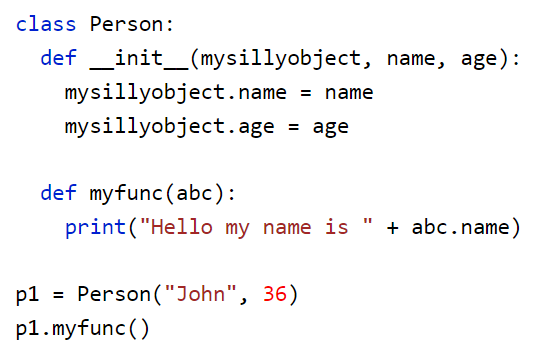 class Person:
  def __init__(mysillyobject, name, age):
    mysillyobject.name = name
    mysillyobject.age = age

  def myfunc(abc):
    print("Hello my name is " + abc.name)

p1 = Person("John", 36)
p1.myfunc()